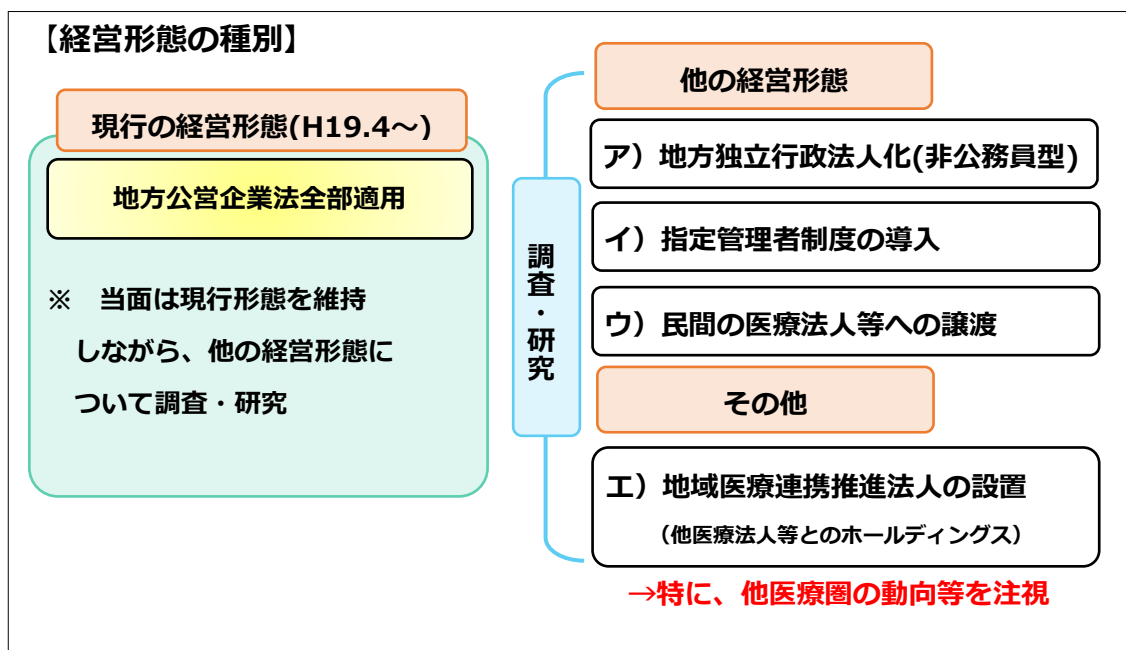 【経営形態の種別】
現行の経営形態(H19.4～)
地方公営企業法全部適用
※　当面は現行形態を維持
しながら、他の経営形態に
ついて調査・研究
調査・研究
他の経営形態
ア）地方独立行政法人化(非公務員型)
イ）指定管理者制度の導入
ウ）民間の医療法人等への譲渡
その他
エ）地域医療連携推進法人の設置
（他医療法人等とのホールディングス）
→特に、他医療圏の動向等を注視